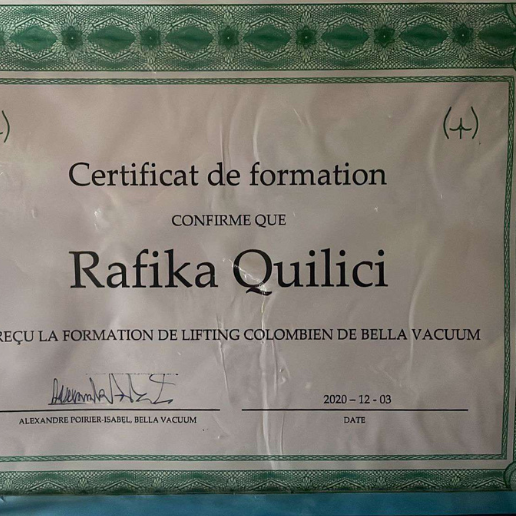 Certificat de formation
CONFIRME QUE
Rafika Quilici
REÇU LA FORMATION DE LIFTING COLOMBIEN DE BELLA VACUUM
2020 – 12 - 03
ALEXANDRE POIRIER-ISABEL, BELLA VACUUM
DATE